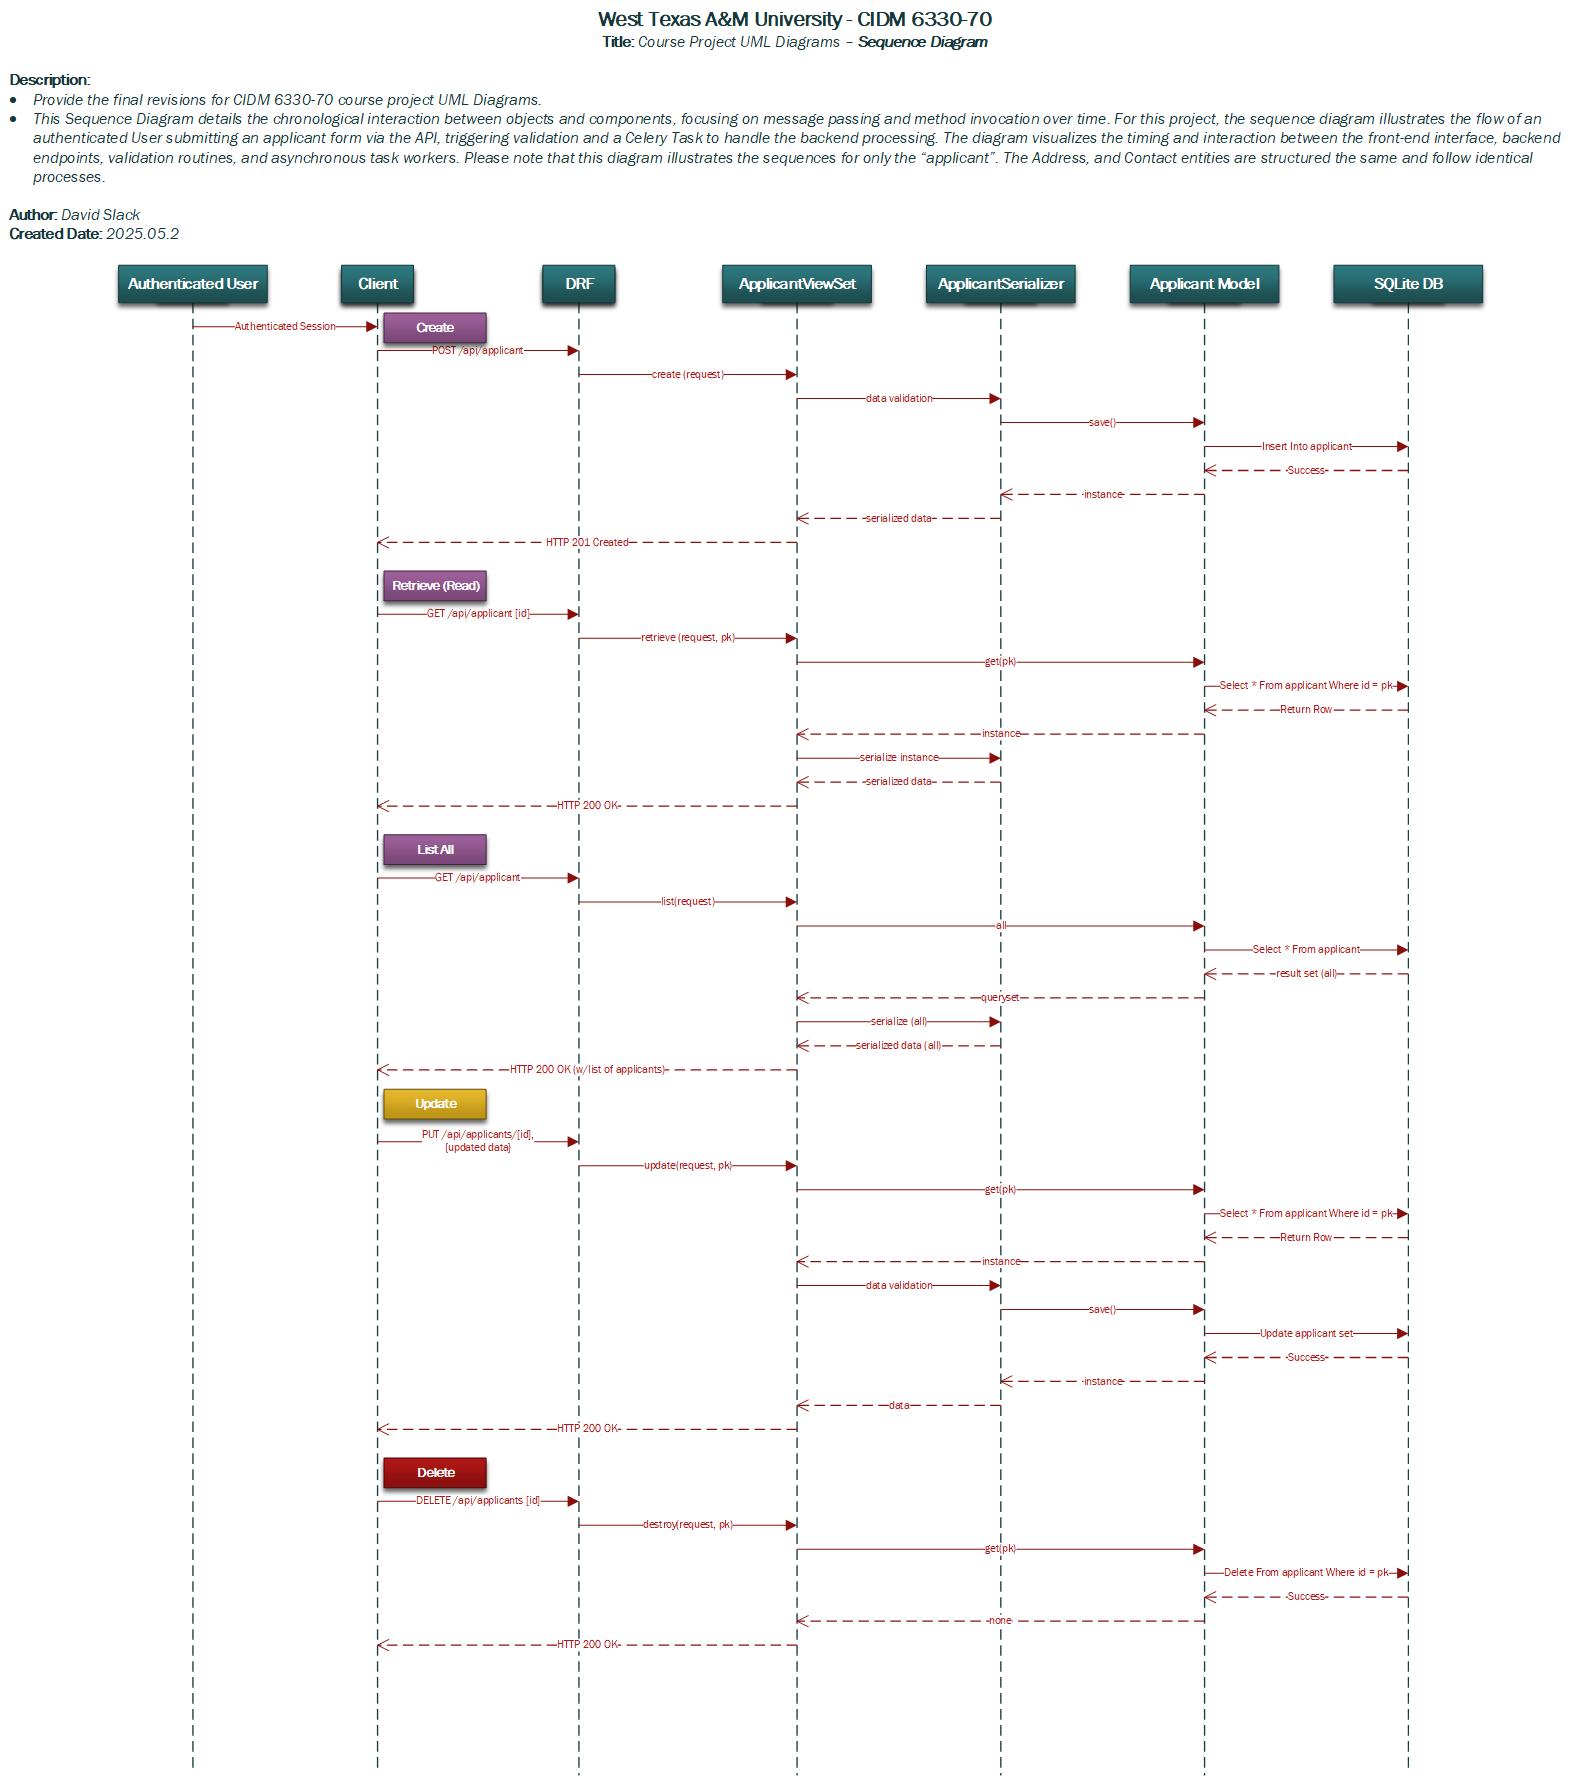 West Texas A&M University - CIDM 6330-70
Title: Course Project UML Diagrams – Sequence Diagram
Description:
• Provide the final revisions for CIDM 6330-70 course project UML Diagrams.
• This Sequence Diagram details the chronological interaction between objects and components, focusing on message passing and method invocation over time. For this project, the sequence diagram illustrates the flow of an
authenticated User submitting an applicant form via the API, triggering validation and a Celery Task to handle the backend processing. The diagram visualizes the timing and interaction between the front-end interface, backend
endpoints, validation routines, and asynchronous task workers. Please note that this diagram illustrates the sequences for only the “applicant”. The Address, and Contact entities are structured the same and follow identical
processes.
Author: David Slack
Created Date: 2025.05.2
Authenticated User
Client
DRF
ApplicantViewSet
ApplicantSerializer
Applicant Model
SQLite DB
Authenticated Session
Create
POST /api/applicant
create (request)
data validation
save()
Insert Into applicant
Success
instance
serialized data
HTTP 201 Created
Retrieve (Read)
GET /api/applicant [id]
retrieve (request, pk)
get(pk)
Select * From applicant Where id = pk
Return Row
instance
serialize instance
serialized data
HTTP 200 OK
List All
GET /api/applicant
list(request)
all
Select * From applicant
result set (all)
queryset
serialize (all)
serialized data (all)
HTTP 200 OK (w/list of applicants)
Update
PUT /api/applicants/[id],
{updated data}
update(request, pk)
get(pk)
Select * From applicant Where id = pk
Return Row
instance
data validation
save()
Update applicant set
Success
instance
data
HTTP 200 OK
Delete
DELETE /api/applicants [id]
destroy(request, pk)
get(pk)
Delete From applicant Where id = pk
Success
none
HTTP 200 OK